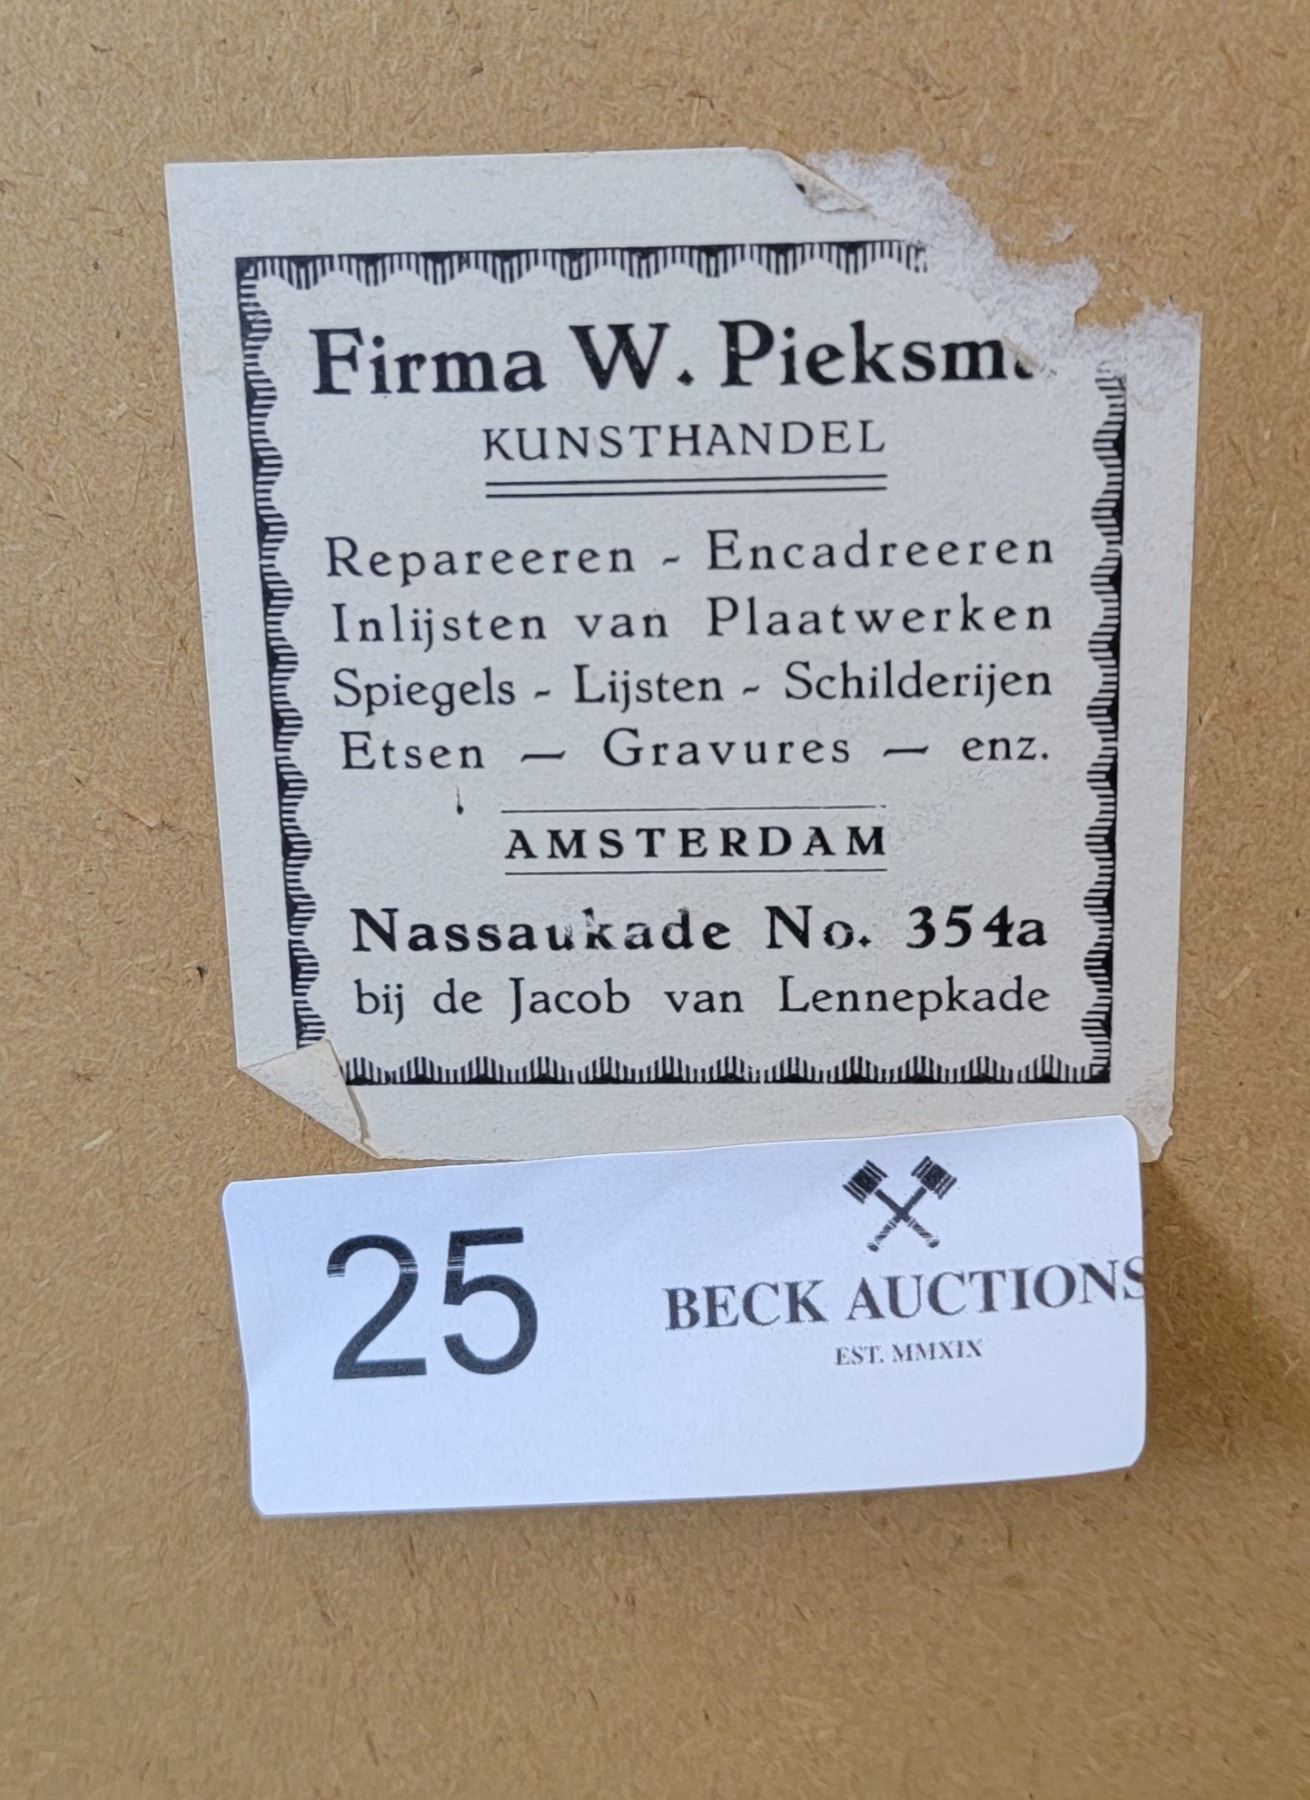 Firma W. Pieksm
KUNSTHANDEL
Repareeren - Encadreeren
Inlijsten van Plaatwerken
Spiegels - Lijsten - Schilderijen
Etsen — Gravures — enz.
AMSTERDAM
Nassaukade No. 354a
bij de Jacob van Lennepkade
25
BECK AUCTIONS
EST. MMXIX